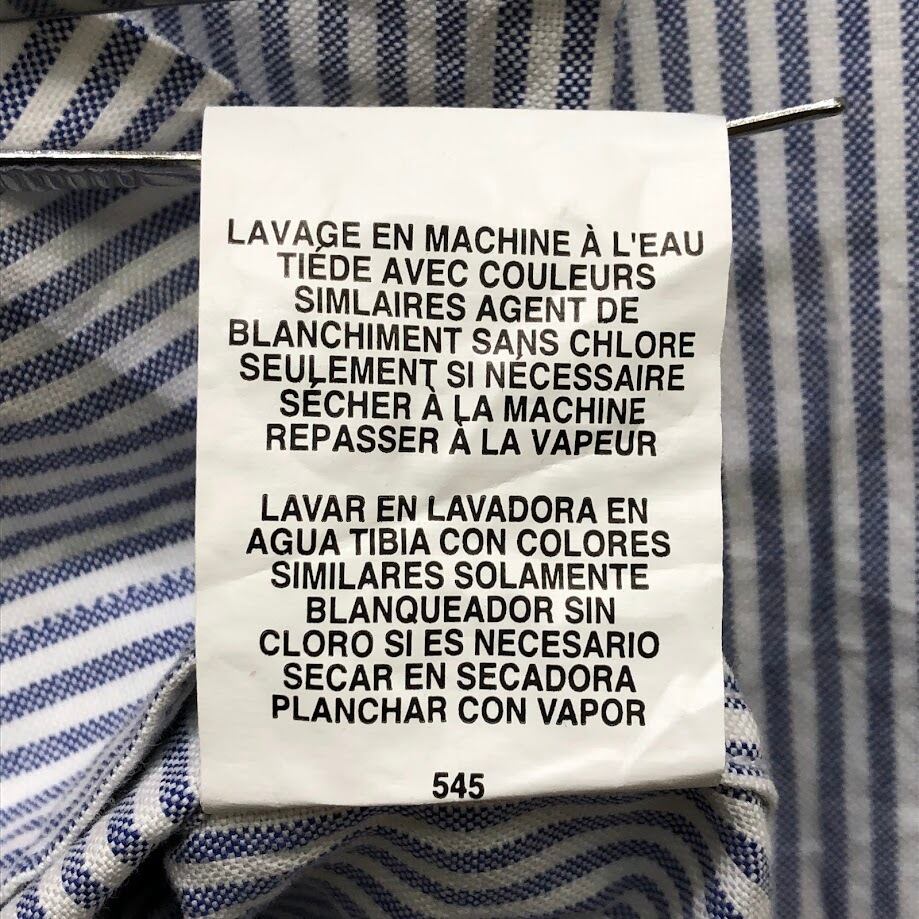 LAVAGE EN MACHINE À L'EAU
TIÉDE AVEC COULEURS
SIMLAIRES AGENT DE
BLANCHIMENT SANS CHLORE
SEULEMENT SI NÉCESSAIRE
SÉCHER À LA MACHINE
REPASSER À LA VAPEUR
LAVAR EN LAVADORA EN
AGUA TIBIA CON COLORES
SIMILARES SOLAMENTE
BLANQUEADOR SIN
CLORO SI ES NECESARIO
SECAR EN SECADORA
PLANCHAR CON VAPOR
545